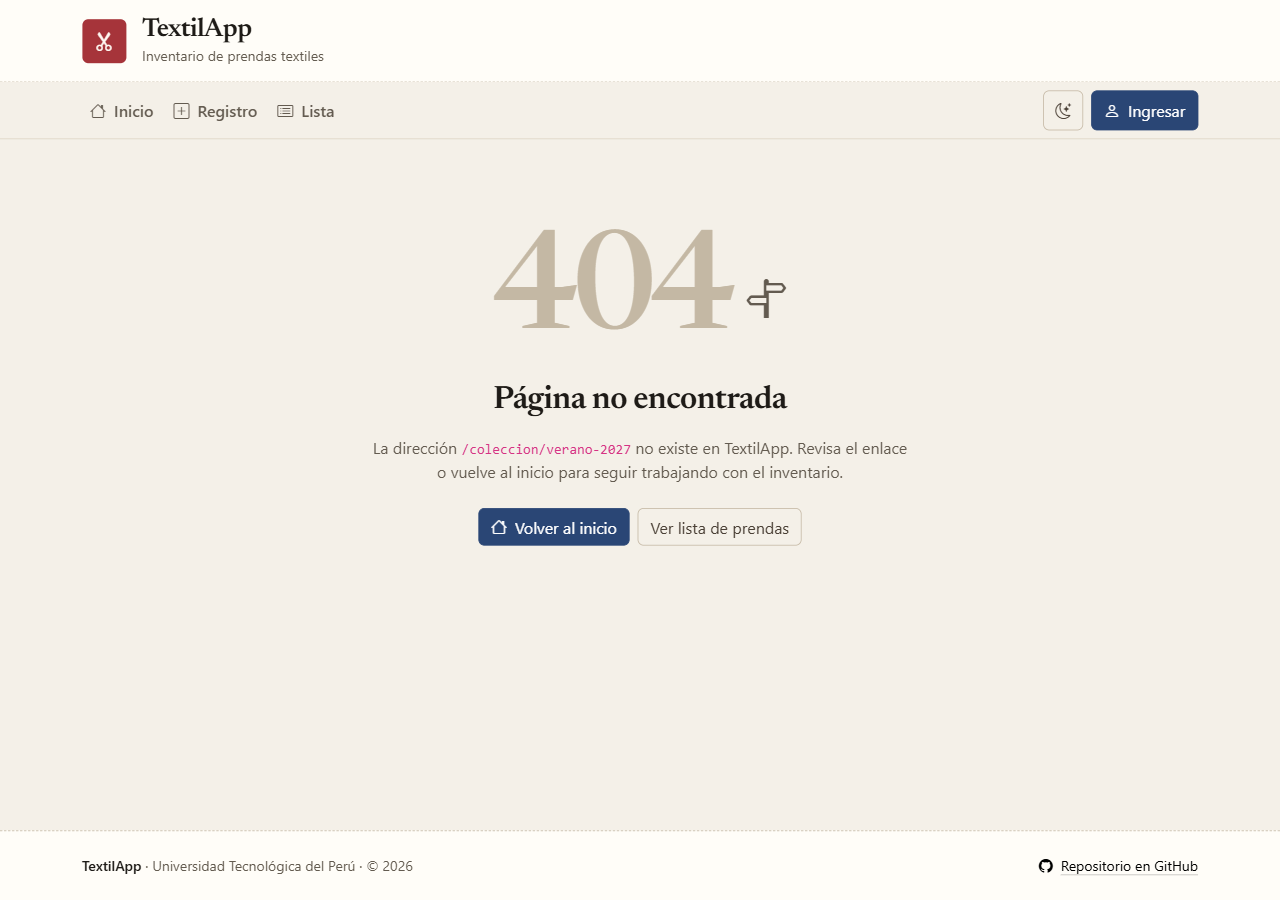 TextilApp
Inventario de prendas textiles
Inicio
Registro
Lista
Ingresar
404
Página no encontrada
La dirección /coleccion/verano-2027 no existe en TextilApp. Revisa el enlace
o vuelve al inicio para seguir trabajando con el inventario.
Volver al inicio
Ver lista de prendas
TextilApp · Universidad Tecnológica del Perú · © 2026
Repositorio en GitHub